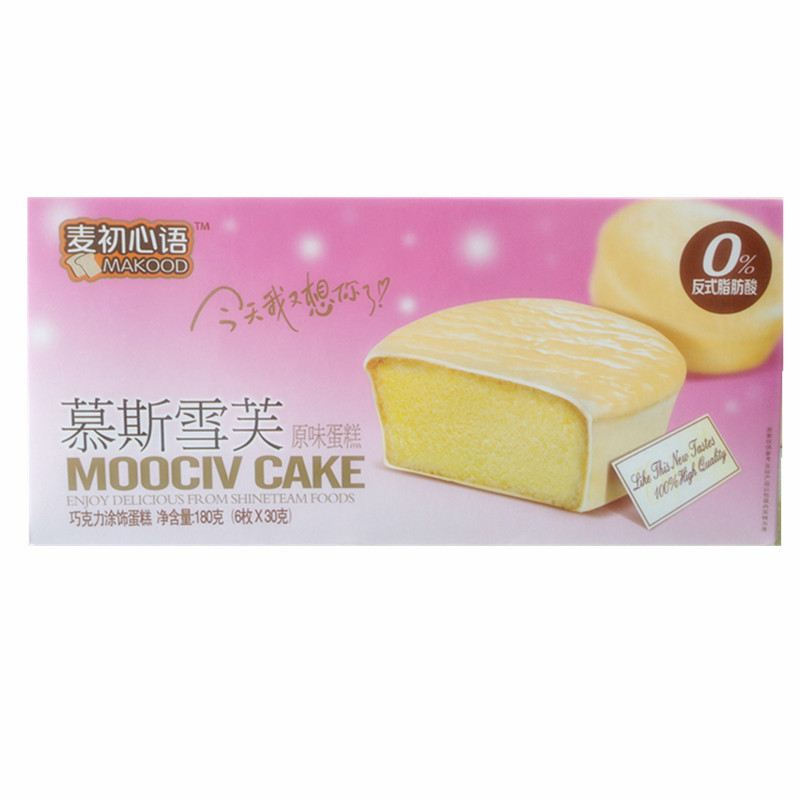 麦初心语™
MAKOOD
0%
反式脂肪酸
今天我又想你了!
慕斯雪芙 原味蛋糕
MOOCIV CAKE
ENJOY DELICIOUS FROM SHINETEAM FOODS
巧克力涂饰蛋糕 净含量:180克 (6枚X30克)
Like This New Tastes
100% High Quality